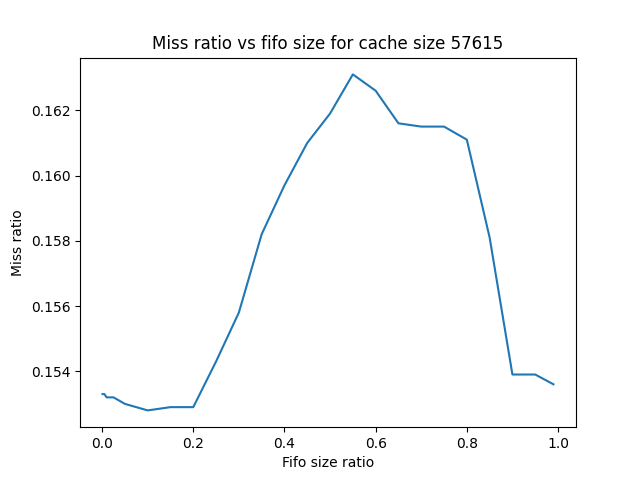 Miss ratio vs fifo size for cache size 57615
0.162
0.160
0.158
0.156
0.154
Miss ratio
0.0 0.2 0.4 0.6 0.8 1.0
Fifo size ratio